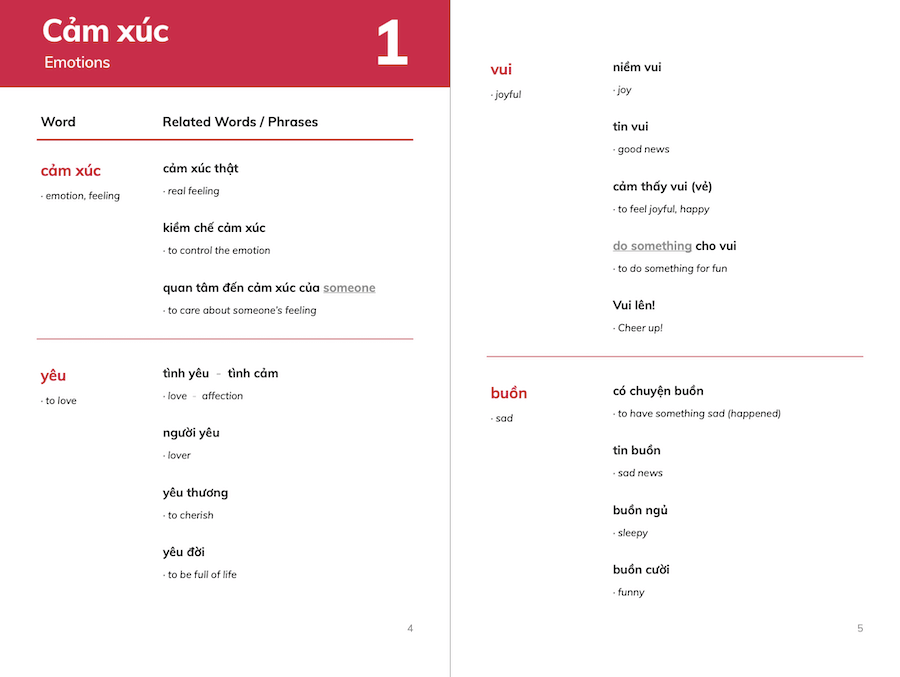 Cảm xúc
Emotions
1
Word Related Words / Phrases
cảm xúc
· emotion, feeling
cảm xúc thật
· real feeling
kiềm chế cảm xúc
· to control the emotion
quan tâm đến cảm xúc của someone
· to care about someone's feeling
yêu
· to love
tình yêu - tình cảm
· love - affection
người yêu
· lover
yêu thương
· to cherish
yêu đời
· to be full of life
4
vui
· joyful
niềm vui
· joy
tin vui
· good news
cảm thấy vui (vẻ)
· to feel joyful, happy
do something cho vui
· to do something for fun
Vui lên!
· Cheer up!
buồn
· sad
có chuyện buồn
· to have something sad (happened)
tin buồn
· sad news
buồn ngủ
· sleepy
buồn cười
· funny
5